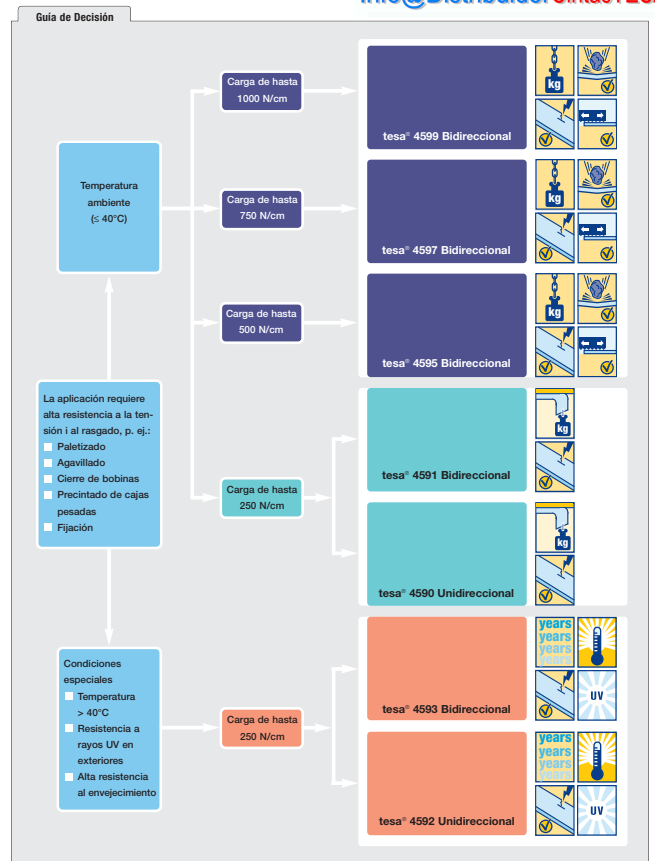 Guía de Decisión
Temperatura
ambiente
(≤ 40°C)
Carga de hasta
1000 N/cm
tesa® 4599 Bidireccional
kg
Carga de hasta
750 N/cm
tesa® 4597 Bidireccional
kg
Carga de hasta
500 N/cm
tesa® 4595 Bidireccional
kg
La aplicación requiere
alta resistencia a la ten-
sión i al rasgado, p. ej.:
Paletizado
Agavillado
Cierre de bobinas
Precintado de cajas
pesadas
Fijación
Carga de hasta
250 N/cm
tesa® 4591 Bidireccional
kg
tesa® 4590 Unidireccional
kg
Condiciones
especiales
Temperatura
> 40°C
Resistencia a
rayos UV en
exteriores
Alta resistencia
al envejecimiento
Carga de hasta
250 N/cm
tesa® 4593 Bidireccional
years
years
years
years
UV
tesa® 4592 Unidireccional
years
years
years
years
UV